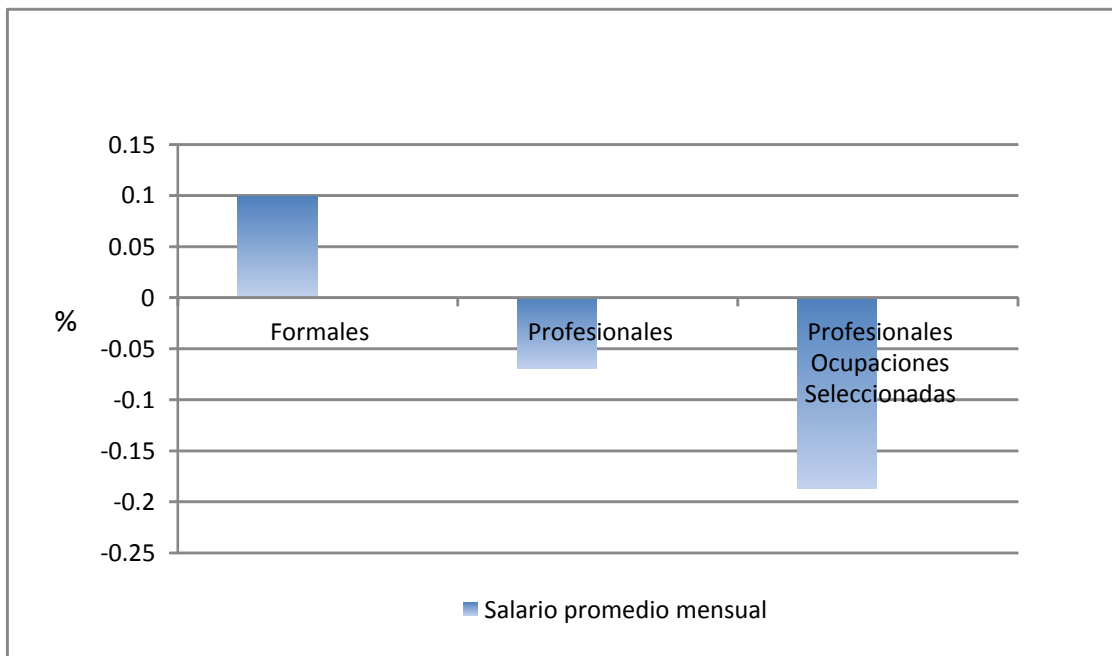 0.15
0.1
0.05
0
-0.05
-0.1
-0.15
-0.2
-0.25
%
Formales
Profesionales
Profesionales
Ocupaciones
Seleccionadas
Salario promedio mensual